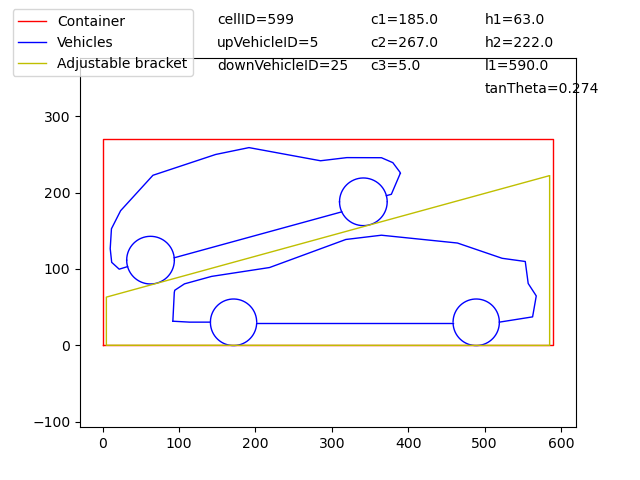 Container
Vehicles
Adjustable bracket
cellID=599
upVehicleID=5
downVehicleID=25
c1=185.0
c2=267.0
c3=5.0
h1=63.0
h2=222.0
l1=590.0
tanTheta=0.274
300
200
100
0
−100
0 100 200 300 400 500 600